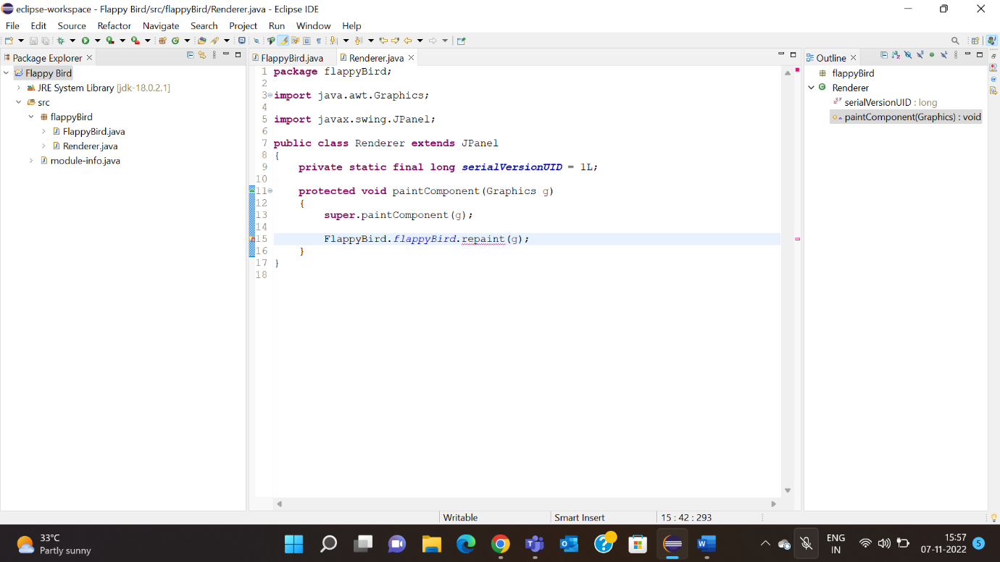 eclipse-workspace - Flappy Bird/src/flappyBird/Renderer.java - Eclipse IDE
File Edit Source Refactor Navigate Search Project Run Window Help
Package Explorer
Flappy Bird
JRE System Library [jdk-18.0.2.1]
src
flappyBird
FlappyBird.java
Renderer.java
module-info.java
FlappyBird.java Renderer.java
1 package flappyBird;
2
3 import java.awt.Graphics;
4
5 import javax.swing.JPanel;
6
7 public class Renderer extends JPanel
8 {
9 private static final long serialVersionUID = 1L;
10
11 protected void paintComponent(Graphics g)
12 {
13 super.paintComponent(g);
14
15 FlappyBird.flappyBird.repaint(g);
16 }
17 }
18
Outline
flappyBird
Renderer
serialVersionUID : long
paintComponent(Graphics) : void
Writable Smart Insert 15 : 42 : 293
33°C
Partly sunny
ENG
IN
15:57
07-11-2022
5